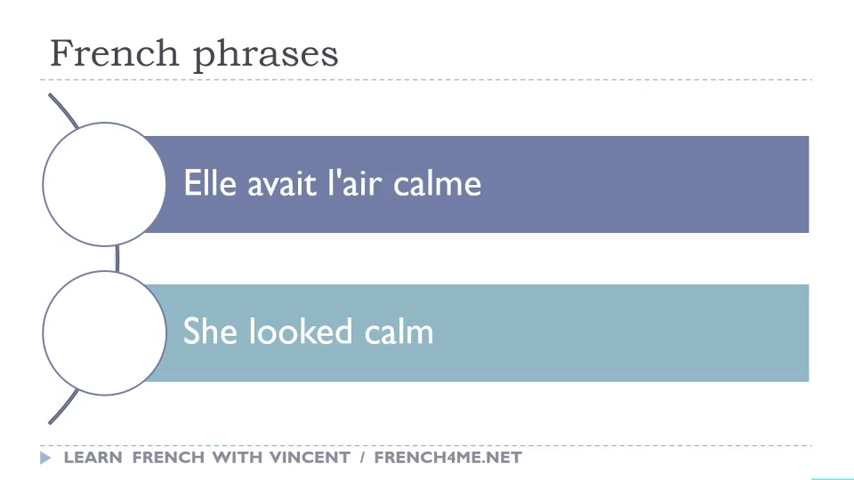 French phrases
Elle avait l'air calme
She looked calm
LEARN FRENCH WITH VINCENT / FRENCH4ME.NET